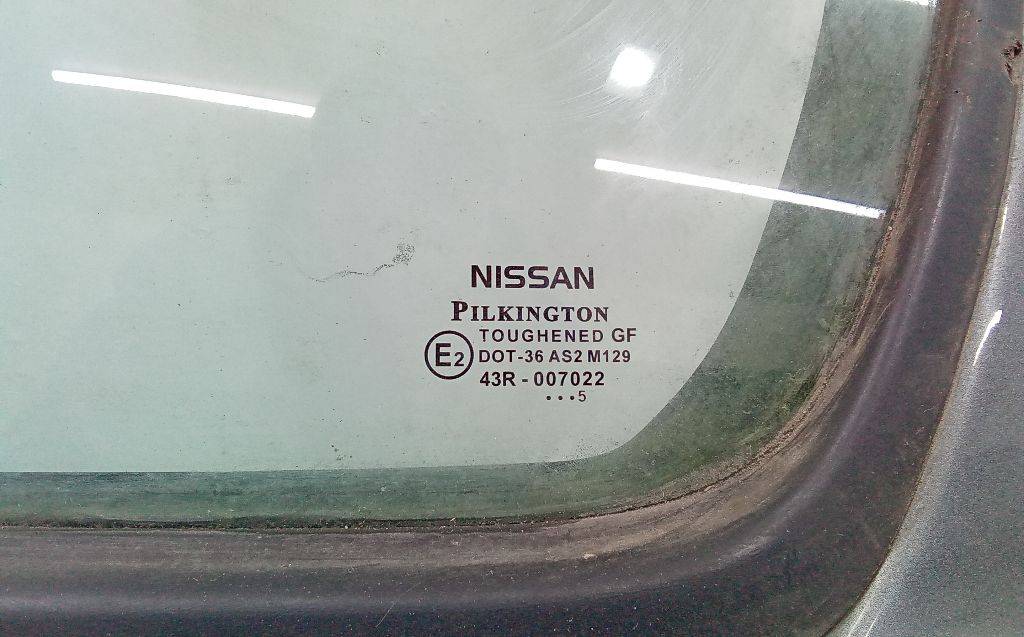 NISSAN
PILKINGTON
TOUGHENED GF
E2 DOT-36 AS2 M129
43R - 007022
•••5